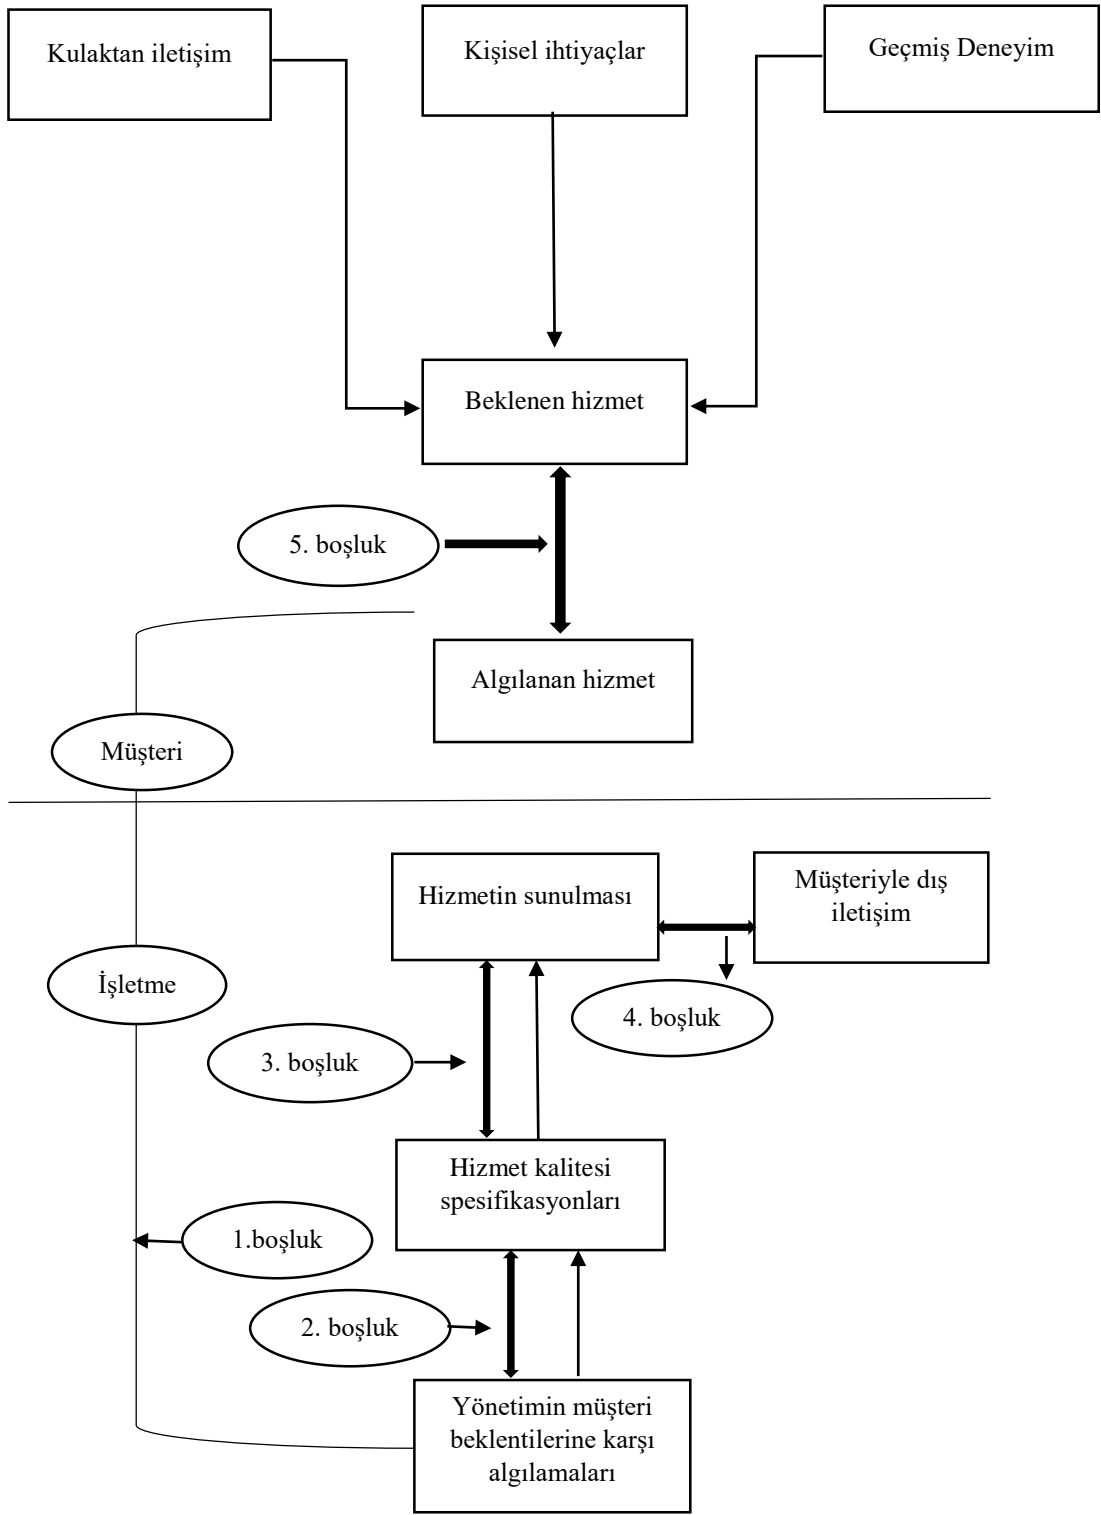 Kulaktan iletişim
Kişisel ihtiyaçlar
Geçmiş Deneyim
Beklenen hizmet
5. boşluk
Algılanan hizmet
Müşteri
Hizmetin sunulması
Müşteriyle dış
iletişim
İşletme
4. boşluk
3. boşluk
Hizmet kalitesi
spesifikasyonları
1.boşluk
2. boşluk
Yönetimin müşteri
beklentilerine karşı
algılamaları